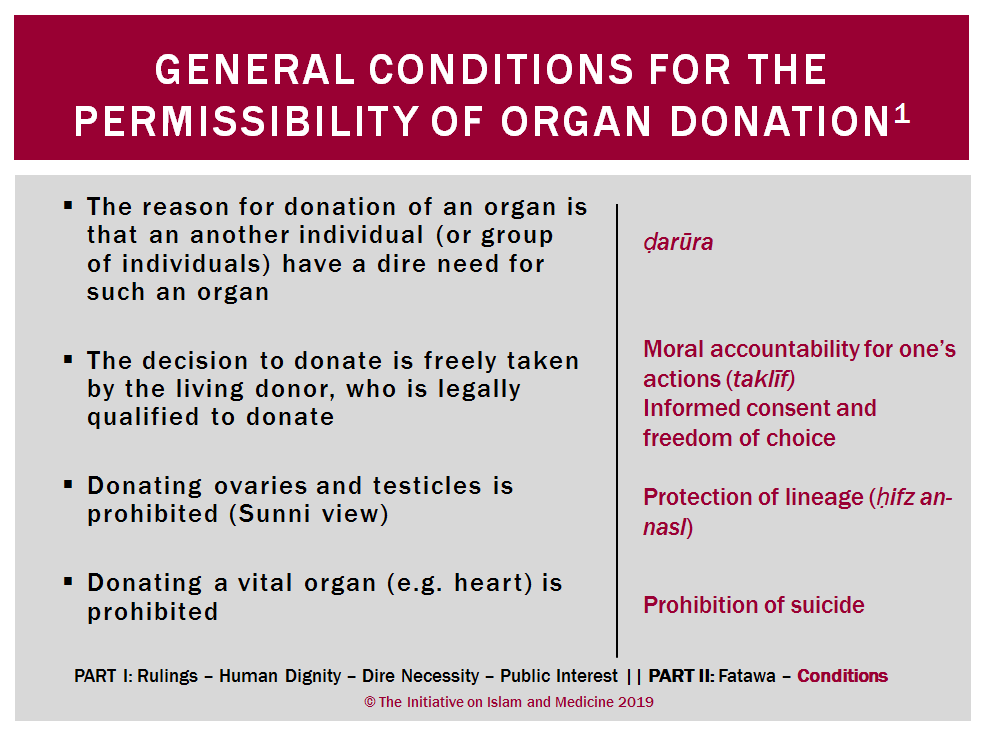 GENERAL CONDITIONS FOR THE
PERMISSIBILITY OF ORGAN DONATION1
▪ The reason for donation of an organ is
that an another individual (or group
of individuals) have a dire need for
such an organ
ḍarūra
▪ The decision to donate is freely taken
by the living donor, who is legally
qualified to donate
Moral accountability for one's
actions (taklīf)
Informed consent and
freedom of choice
▪ Donating ovaries and testicles is
prohibited (Sunni view)
Protection of lineage (ḥifz an-
nasl)
▪ Donating a vital organ (e.g. heart) is
prohibited
Prohibition of suicide
PART I: Rulings – Human Dignity – Dire Necessity – Public Interest || PART II: Fatawa – Conditions
© The Initiative on Islam and Medicine 2019